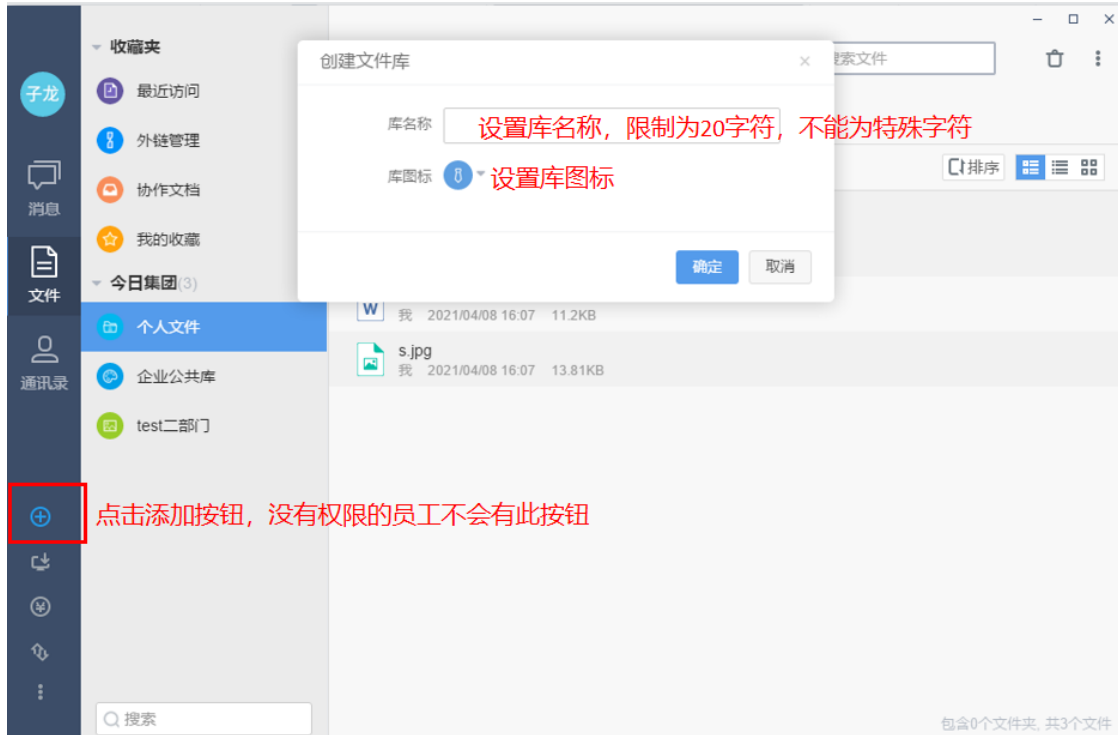 子龙
消息
文件
通讯录
收藏夹
最近访问
外链管理
协作文档
我的收藏
今日集团(3)
个人文件
企业公共库
test二部门
搜索
创建文件库
库名称
设置库名称，限制为20字符，不能为特殊字符
库图标
设置库图标
确定
取消
搜索文件
排序
我 2021/04/08 16:07 11.2KB
s.jpg
我 2021/04/08 16:07 13.81KB
点击添加按钮，没有权限的员工不会有此按钮
包含0个文件夹, 共3个文件